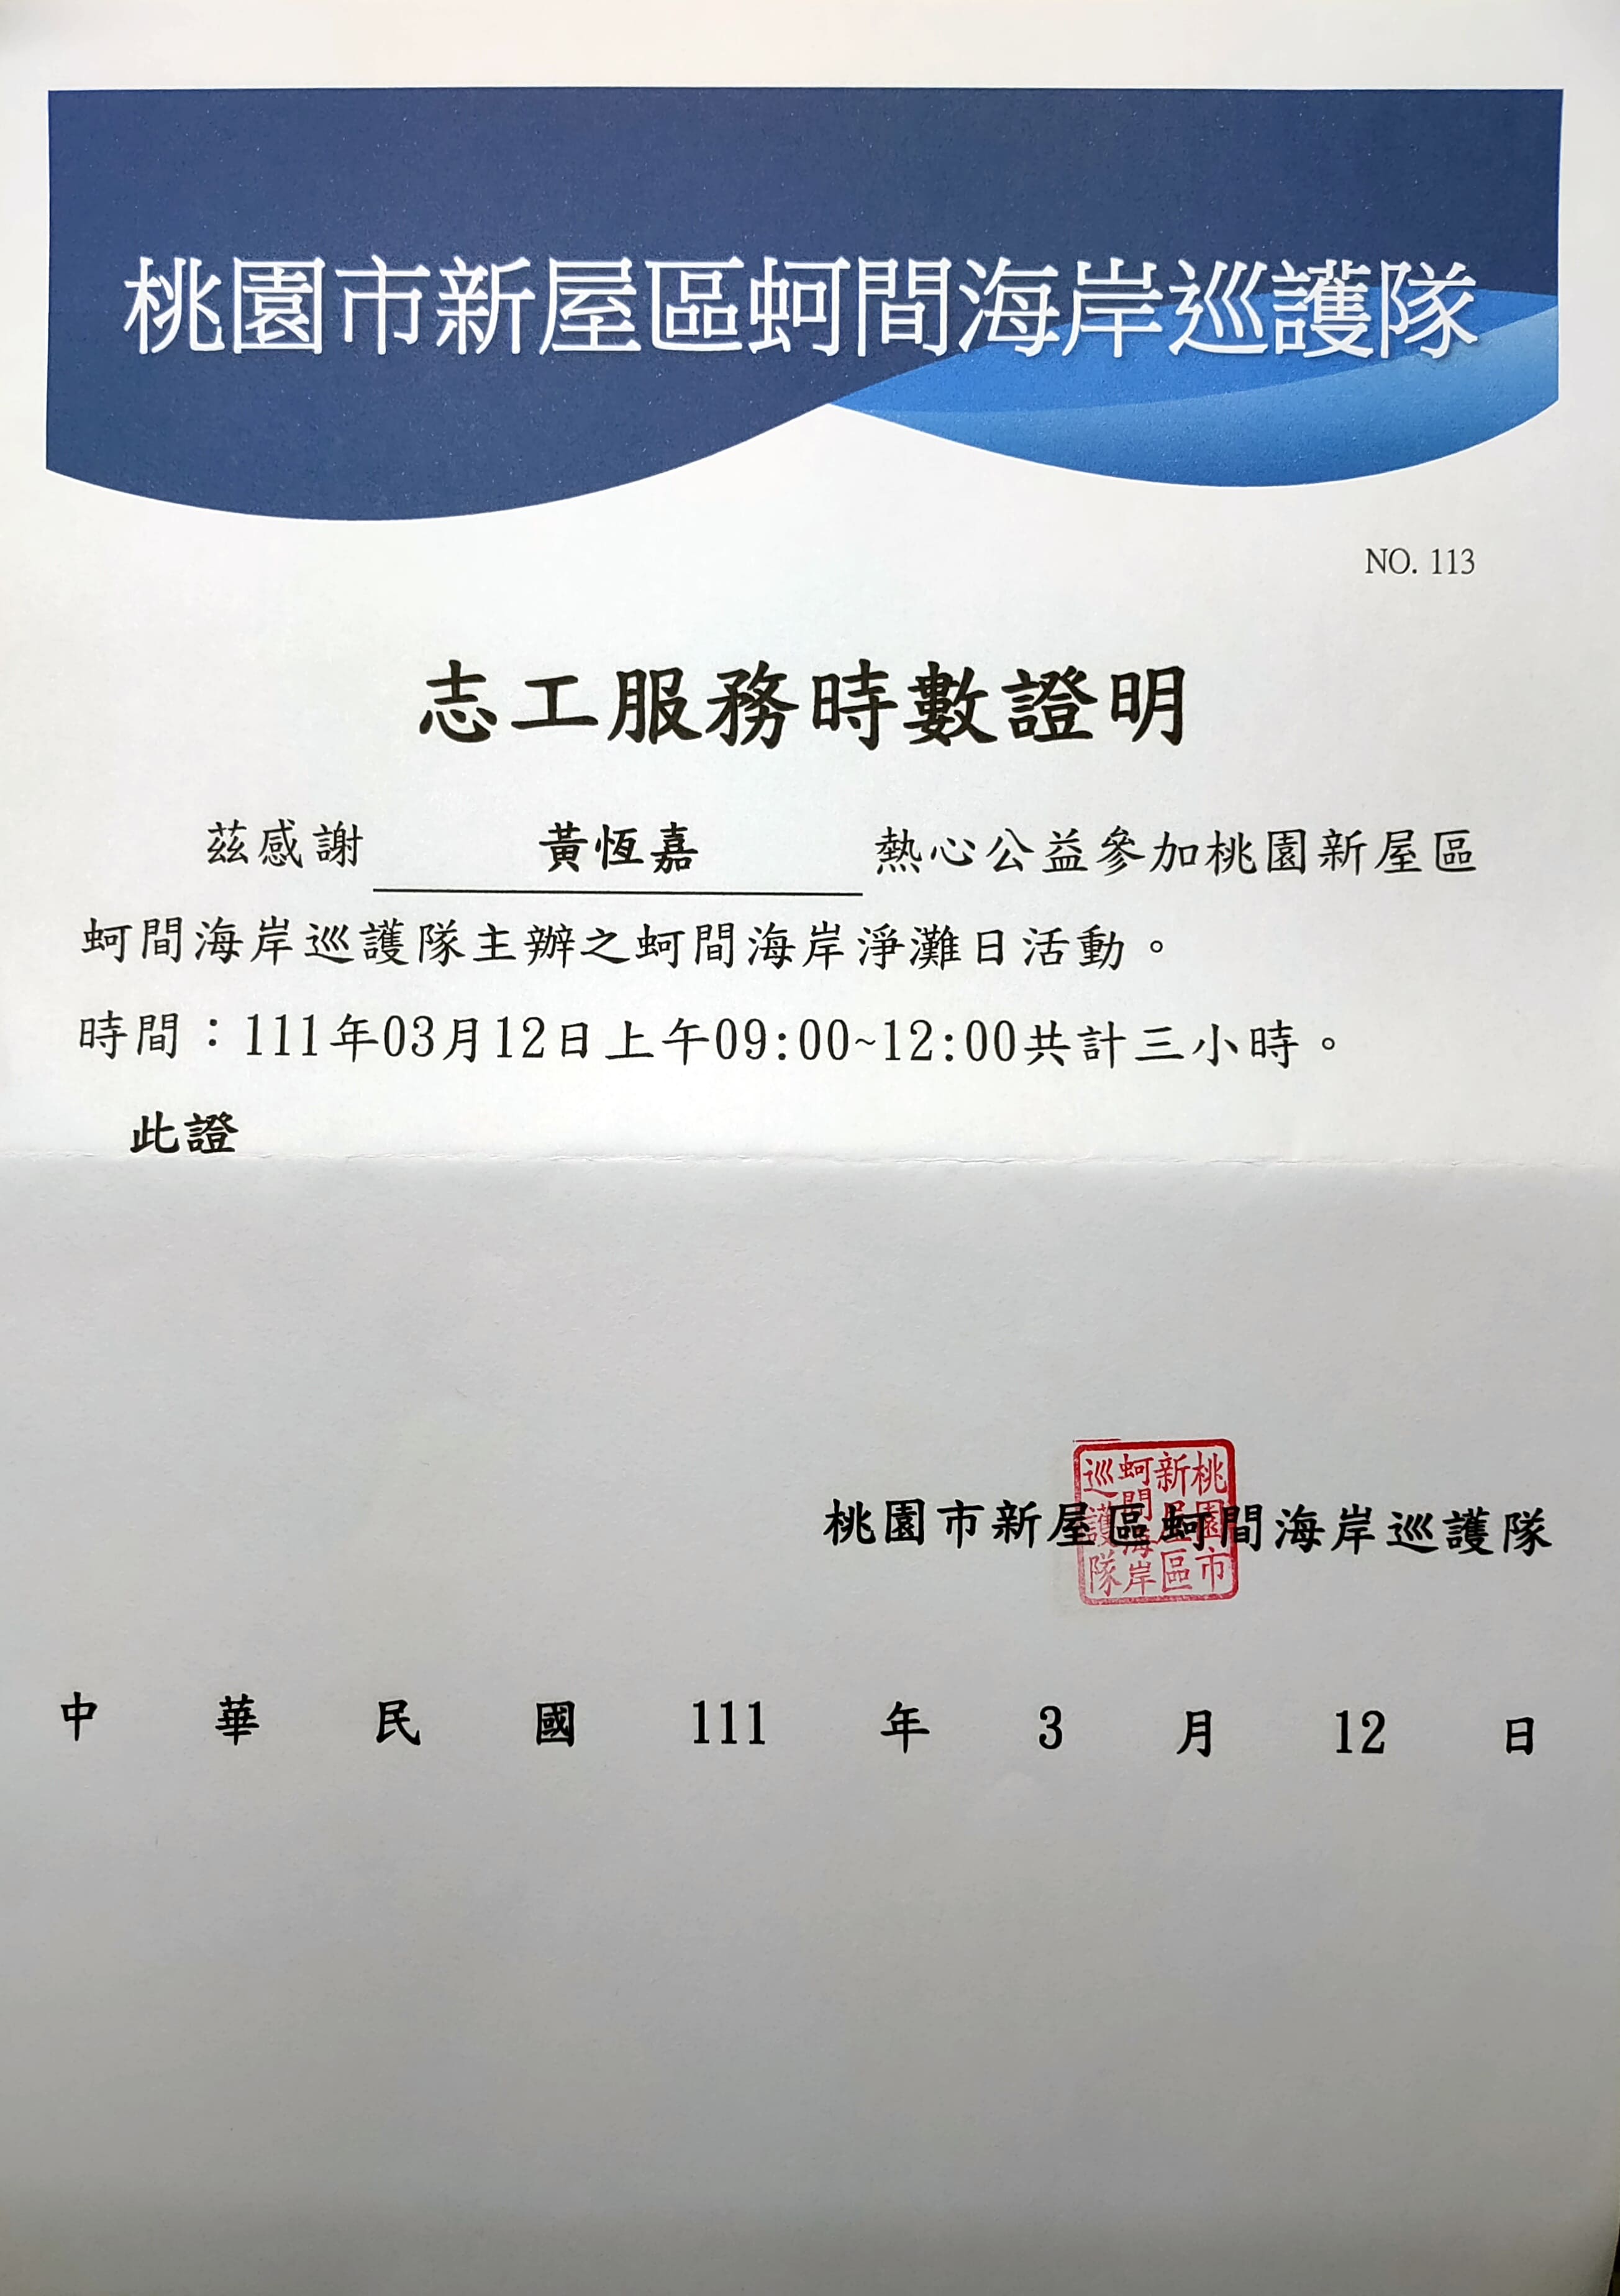 桃園市新屋區蚵間海岸巡護隊
NO. 113
志工服務時數證明
茲感謝 黃恆嘉 熱心公益參加桃園新屋區
蚵間海岸巡護隊主辦之蚵間海岸淨灘日活動。
時間：111年03月12日上午09:00~12:00共計三小時。
此證
桃園市新屋區蚵間海岸巡護隊
桃園市
新屋區
蚵間海岸
巡護隊
中華民國111年3月12日